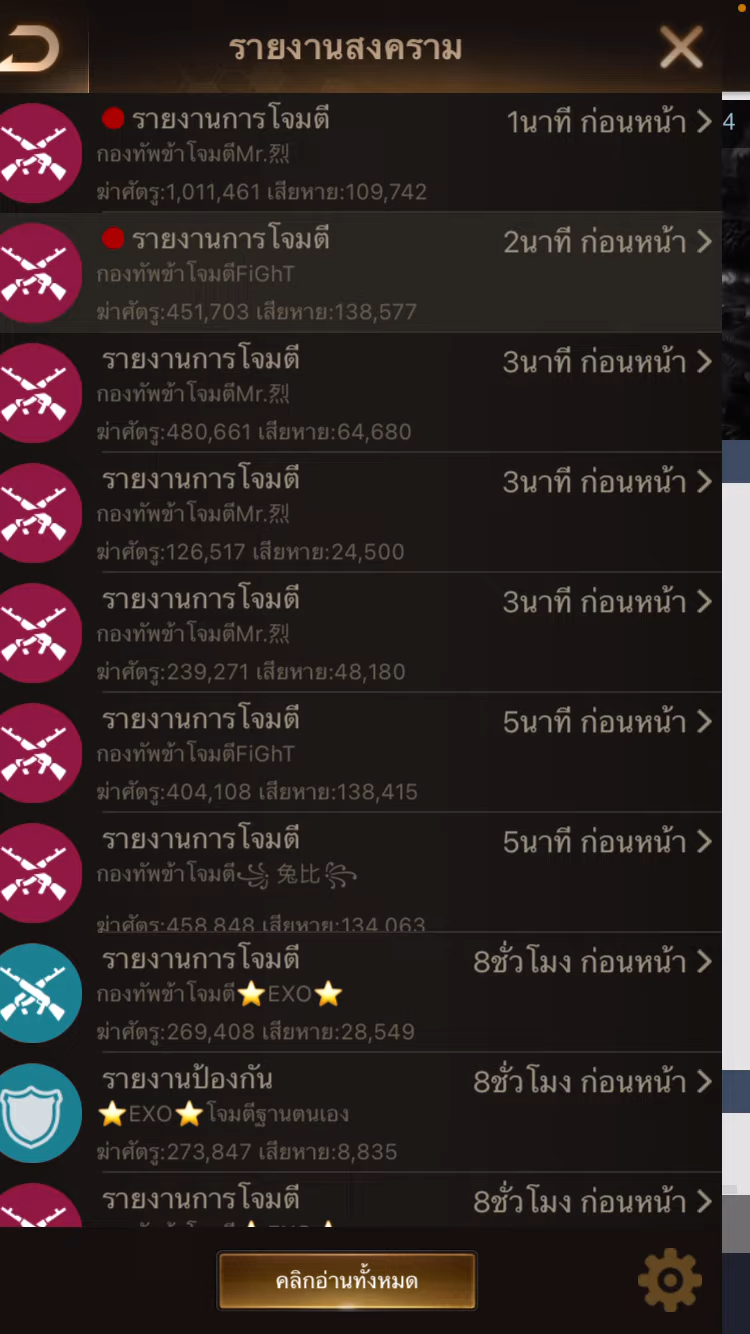 รายงานสงคราม
4
รายงานการโจมตี 1นาที ก่อนหน้า
กองทัพข้าโจมตีMr.烈
ฆ่าศัตรู:1,011,461 เสียหาย:109,742
รายงานการโจมตี 2นาที ก่อนหน้า
กองทัพข้าโจมตีFiGhT
ฆ่าศัตรู:451,703 เสียหาย:138,577
รายงานการโจมตี 3นาที ก่อนหน้า
กองทัพข้าโจมตีMr.烈
ฆ่าศัตรู:480,661 เสียหาย:64,680
รายงานการโจมตี 3นาที ก่อนหน้า
กองทัพข้าโจมตีMr.烈
ฆ่าศัตรู:126,517 เสียหาย:24,500
รายงานการโจมตี 3นาที ก่อนหน้า
กองทัพข้าโจมตีMr.烈
ฆ่าศัตรู:239,271 เสียหาย:48,180
รายงานการโจมตี 5นาที ก่อนหน้า
กองทัพข้าโจมตีFiGhT
ฆ่าศัตรู:404,108 เสียหาย:138,415
รายงานการโจมตี 5นาที ก่อนหน้า
กองทัพข้าโจมตี꧁兔比꧂
ฆ่าศัตรู:458,848 เสียหาย:134,063
รายงานการโจมตี 8ชั่วโมง ก่อนหน้า
กองทัพข้าโจมตี⭐EXO⭐
ฆ่าศัตรู:269,408 เสียหาย:28,549
รายงานป้องกัน 8ชั่วโมง ก่อนหน้า
⭐EXO⭐โจมตีฐานตนเอง
ฆ่าศัตรู:273,847 เสียหาย:8,835
รายงานการโจมตี 8ชั่วโมง ก่อนหน้า
คลิกอ่านทั้งหมด